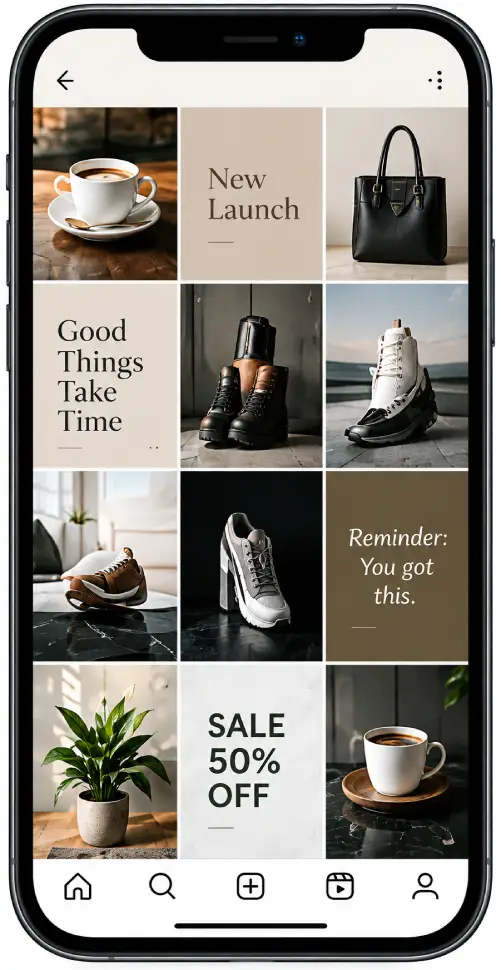 New
Launch
Good
Things
Take
Time
Reminder:
You got
this.
SALE
50%
OFF